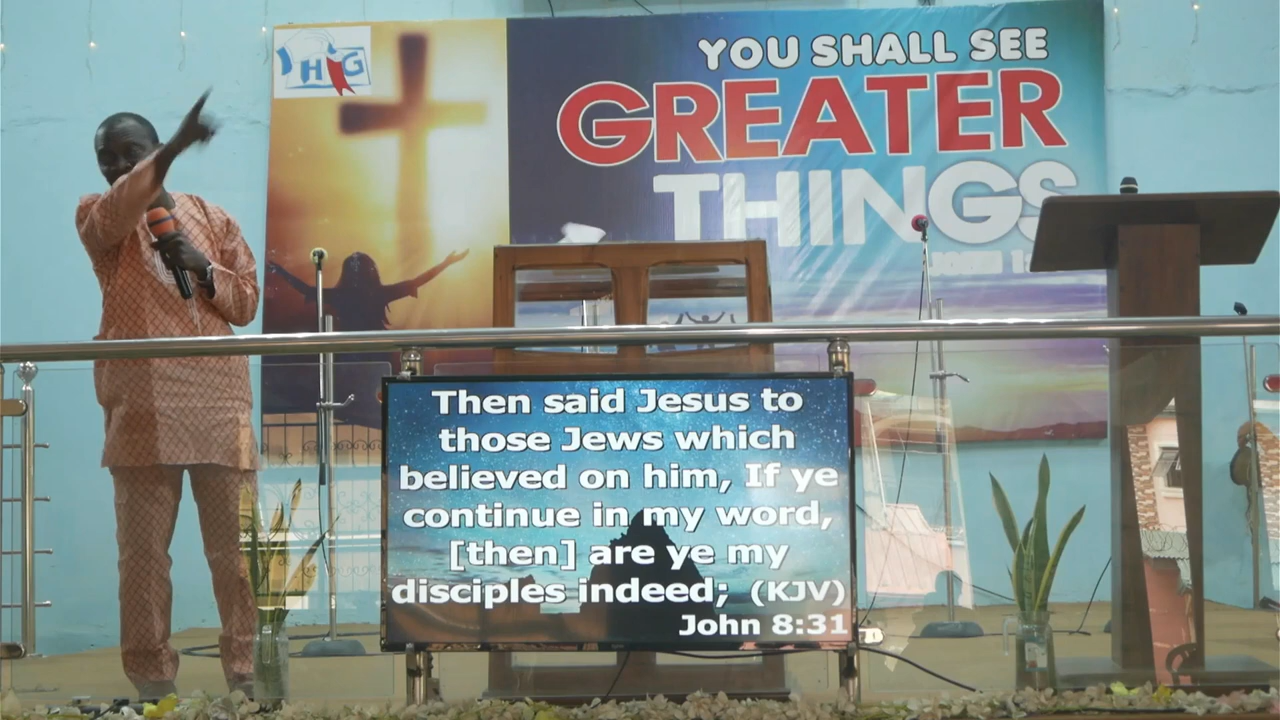 HG
YOU SHALL SEE
GREATER
THINGS
JOHN
Then said Jesus to
those Jews which
believed on him, If ye
continue in my word,
[then] are ye my
disciples indeed; (KJV)
John 8:31